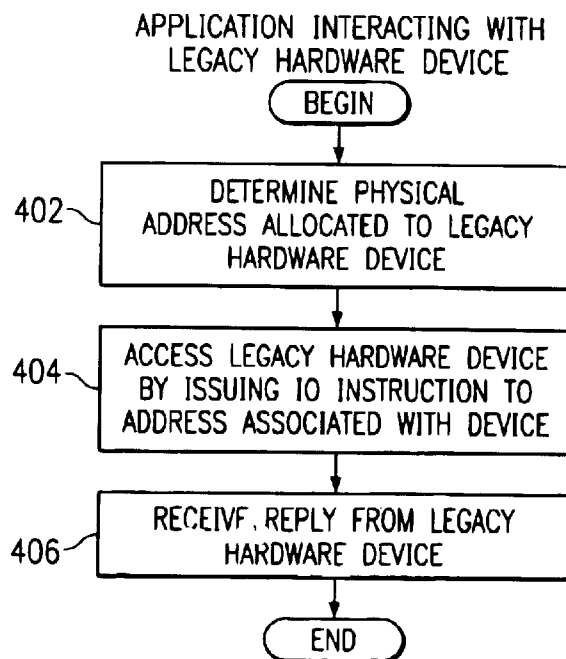 APPLICATION INTERACTING WITH
LEGACY HARDWARE DEVICE
BEGIN
402
DETERMINE PHYSICAL
ADDRESS ALLOCATED TO LEGACY
HARDWARE DEVICE
404
ACCESS LEGACY HARDWARE DEVICE
BY ISSUING IO INSTRUCTION TO
ADDRESS ASSOCIATED WITH DEVICE
406
RECEIVE REPLY FROM LEGACY
HARDWARE DEVICE
END